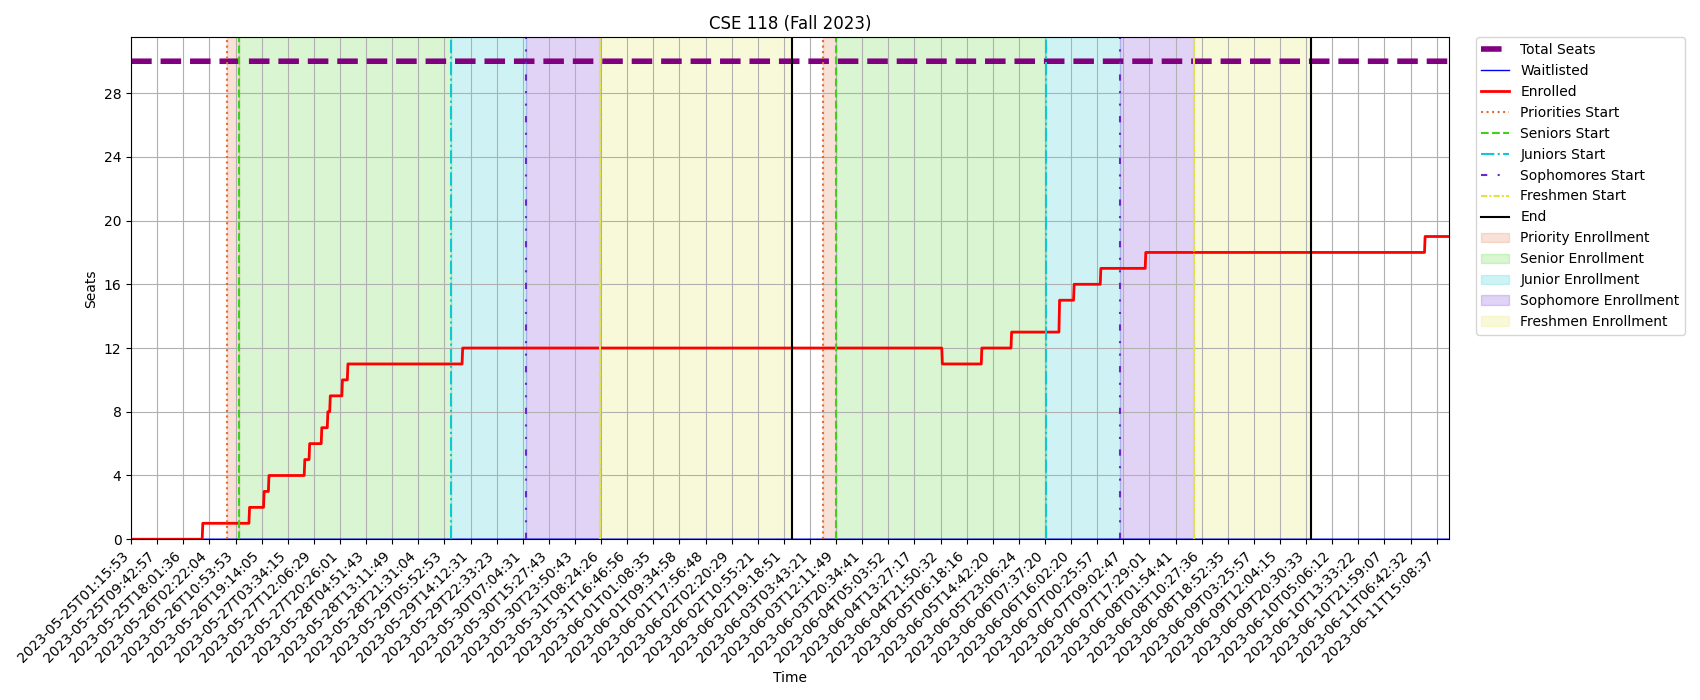 CSE 118 (Fall 2023)
Total Seats
Waitlisted
Enrolled
Priorities Start
Seniors Start
Juniors Start
Sophomores Start
Freshmen Start
End
Priority Enrollment
Senior Enrollment
Junior Enrollment
Sophomore Enrollment
Freshmen Enrollment
Seats
28
24
20
16
12
8
4
0
2023-05-25T01:15:53
2023-05-25T09:42:57
2023-05-25T18:01:36
2023-05-26T02:22:04
2023-05-26T10:53:53
2023-05-26T19:14:05
2023-05-27T03:34:15
2023-05-27T12:06:29
2023-05-27T20:26:01
2023-05-28T04:51:43
2023-05-28T13:11:49
2023-05-28T21:31:04
2023-05-29T05:52:53
2023-05-29T14:12:31
2023-05-29T22:33:23
2023-05-30T07:04:31
2023-05-30T15:27:43
2023-05-30T23:50:43
2023-05-31T08:24:26
2023-05-31T16:46:56
2023-06-01T01:08:35
2023-06-01T09:34:58
2023-06-01T17:56:48
2023-06-02T02:20:29
2023-06-02T10:55:21
2023-06-02T19:18:51
2023-06-03T03:43:21
2023-06-03T12:11:49
2023-06-03T20:34:41
2023-06-04T05:03:52
2023-06-04T13:27:17
2023-06-04T21:50:32
2023-06-05T06:18:16
2023-06-05T14:42:20
2023-06-05T23:06:24
2023-06-06T07:37:20
2023-06-06T16:02:20
2023-06-07T00:25:57
2023-06-07T09:02:47
2023-06-07T17:29:01
2023-06-08T01:54:41
2023-06-08T10:27:36
2023-06-08T18:52:35
2023-06-09T03:25:57
2023-06-09T12:04:15
2023-06-09T20:30:33
2023-06-10T05:06:12
2023-06-10T13:33:22
2023-06-10T21:59:07
2023-06-11T06:42:32
2023-06-11T15:08:37
Time